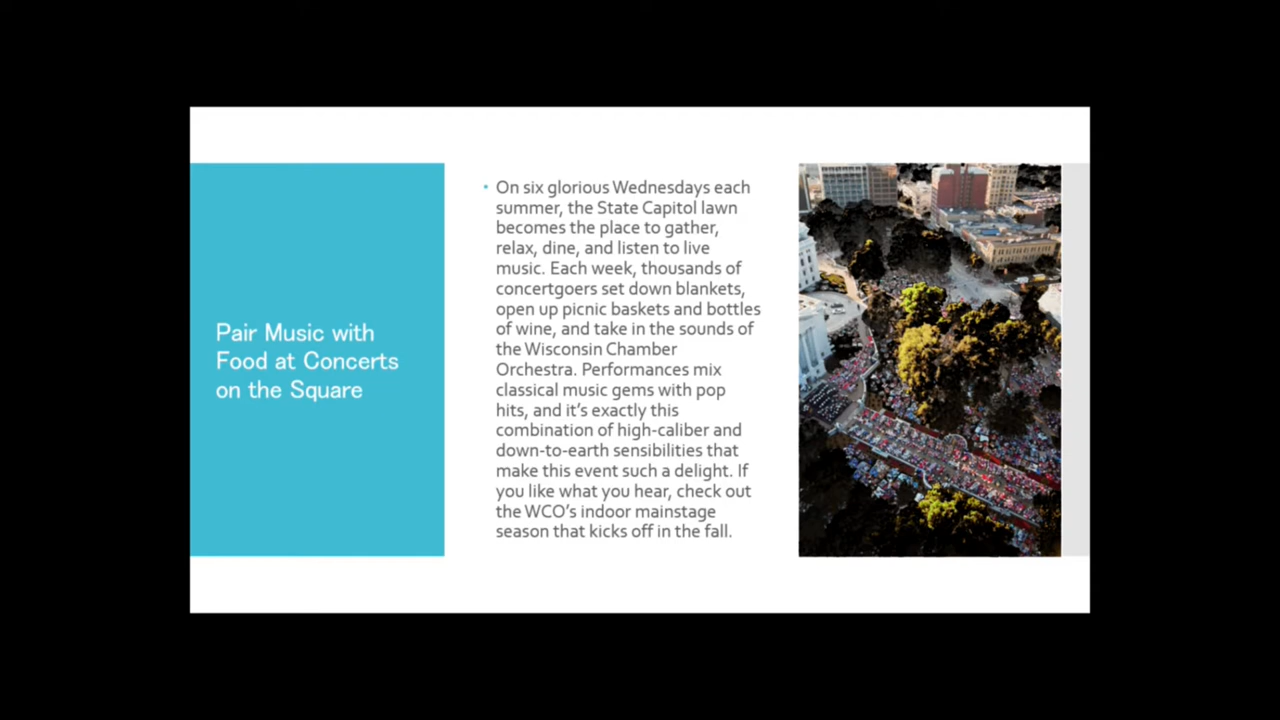 Pair Music with
Food at Concerts
on the Square
• On six glorious Wednesdays each
summer, the State Capitol lawn
becomes the place to gather,
relax, dine, and listen to live
music. Each week, thousands of
concertgoers set down blankets,
open up picnic baskets and bottles
of wine, and take in the sounds of
the Wisconsin Chamber
Orchestra. Performances mix
classical music gems with pop
hits, and it’s exactly this
combination of high-caliber and
down-to-earth sensibilities that
make this event such a delight. If
you like what you hear, check out
the WCO’s indoor mainstage
season that kicks off in the fall.